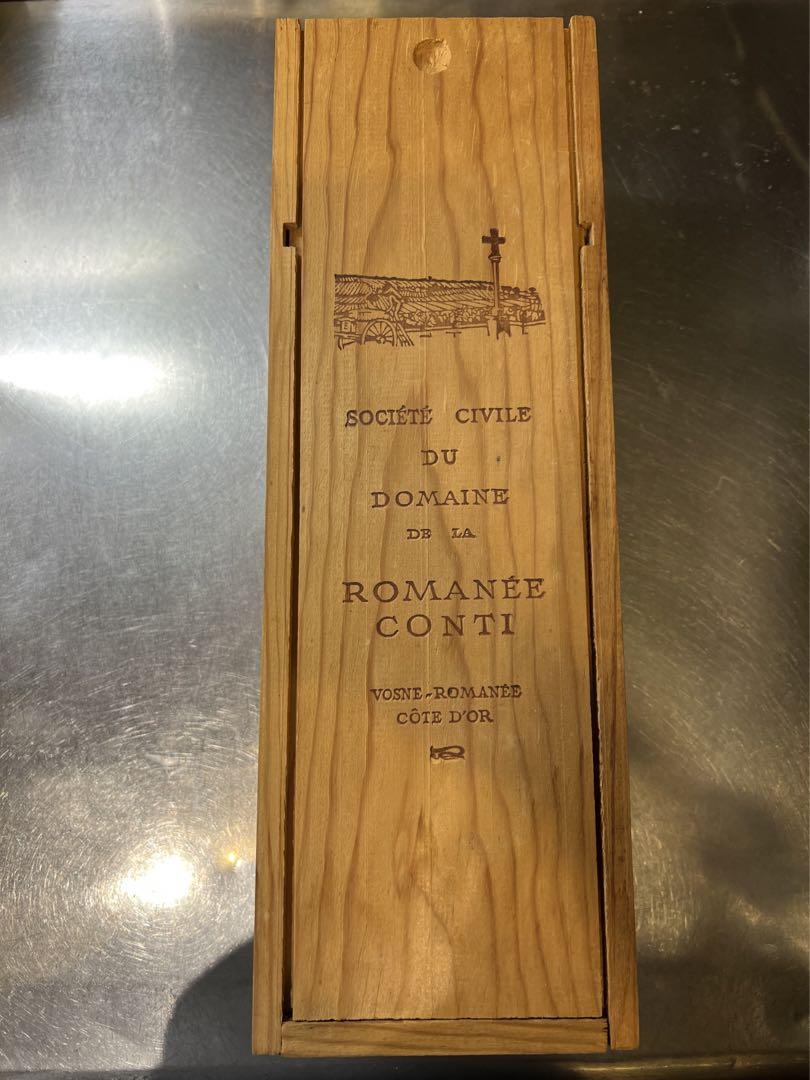 SOCIÉTÉ CIVILE
DU
DOMAINE
DE LA
ROMANÉE
CONTI
VOSNE-ROMANÉE
CÔTE D'OR